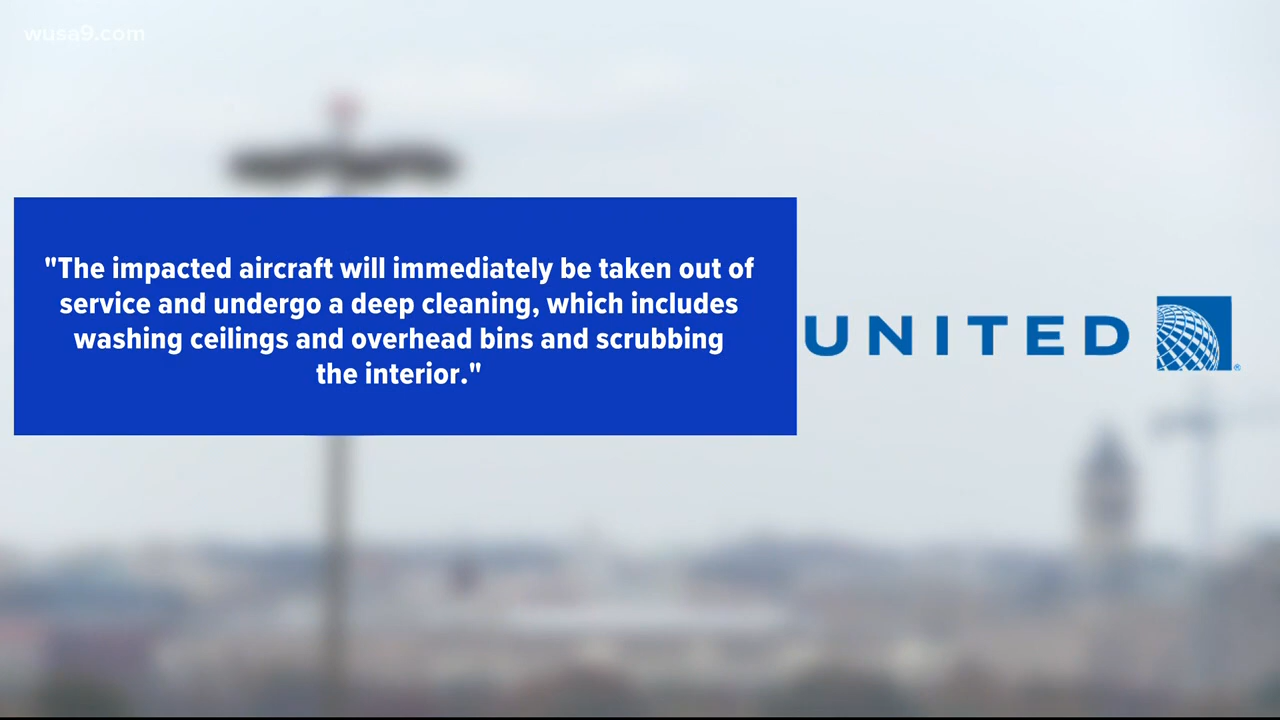 wusa9.com
"The impacted aircraft will immediately be taken out of
service and undergo a deep cleaning, which includes
washing ceilings and overhead bins and scrubbing
the interior."
UNITED
®